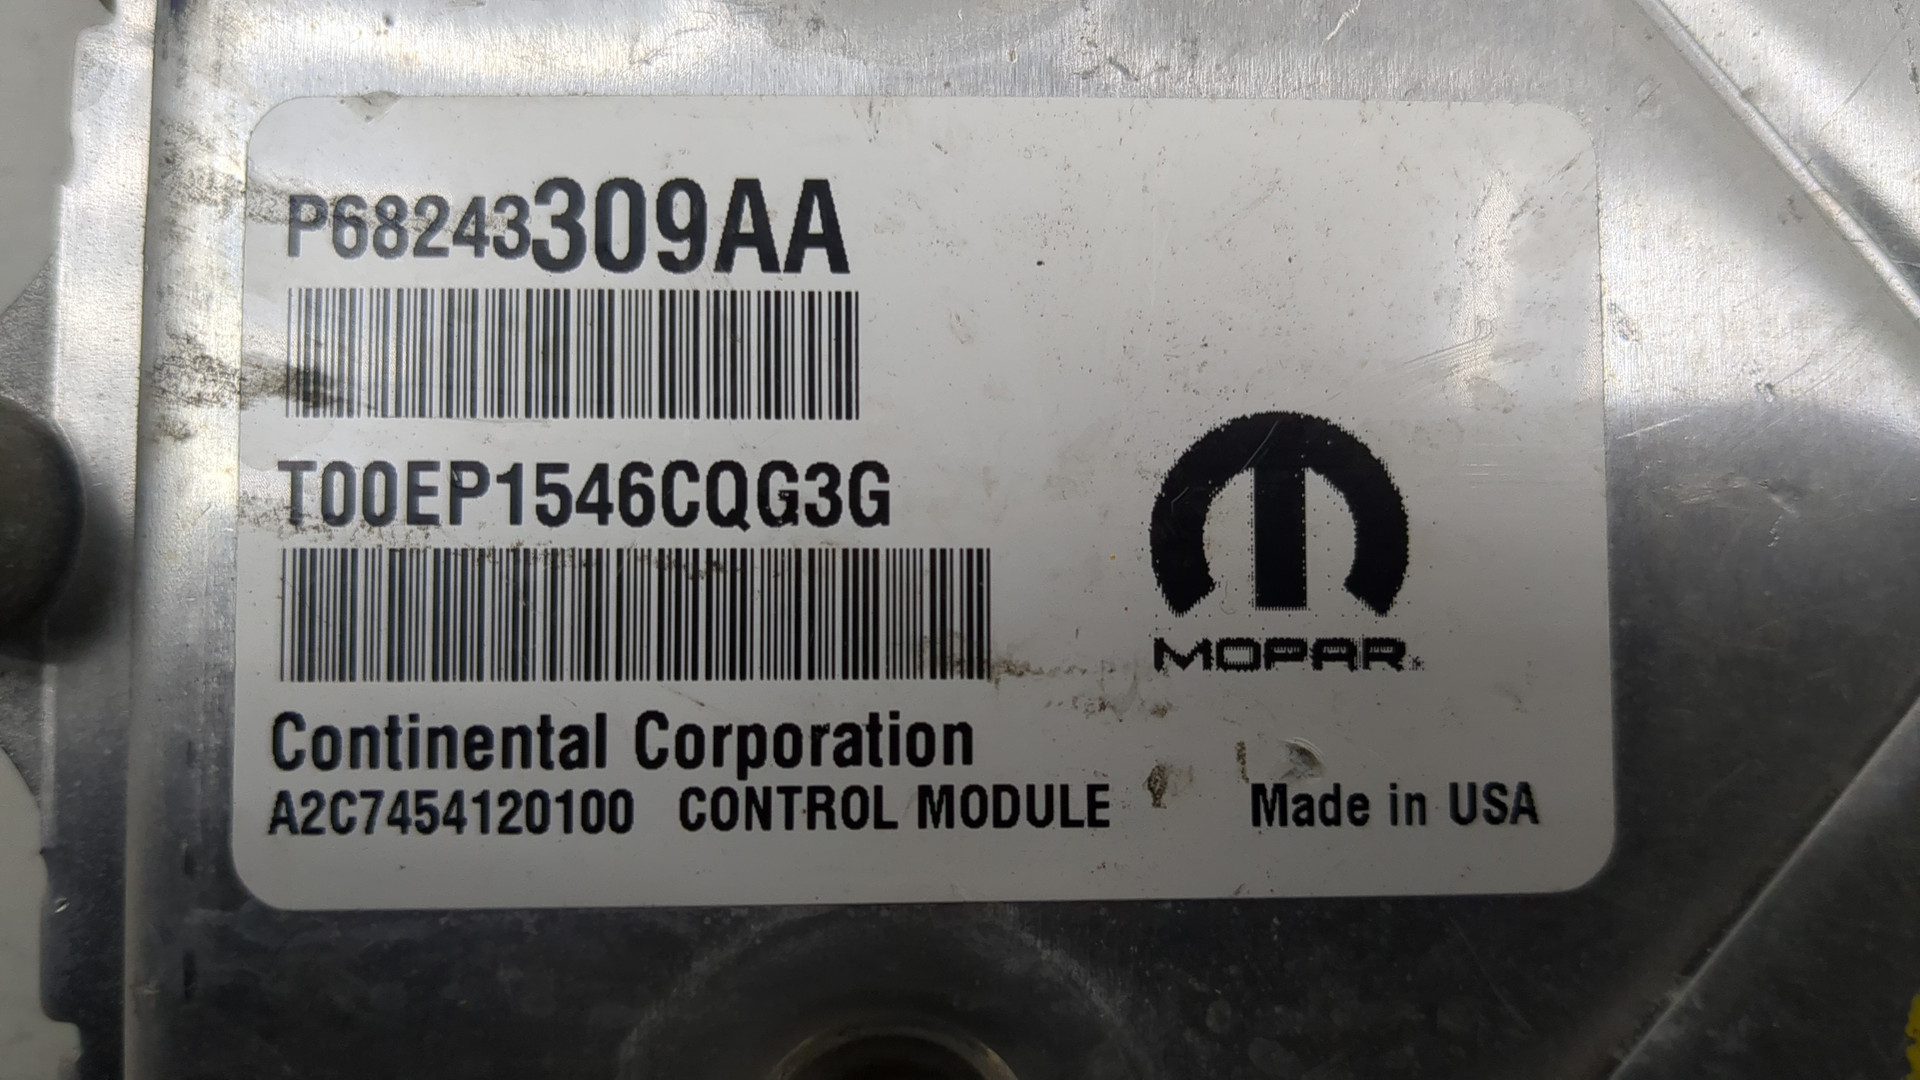 P68243309AA
T00EP1546CQG3G
MOPAR
Continental Corporation
A2C7454120100 CONTROL MODULE Made in USA